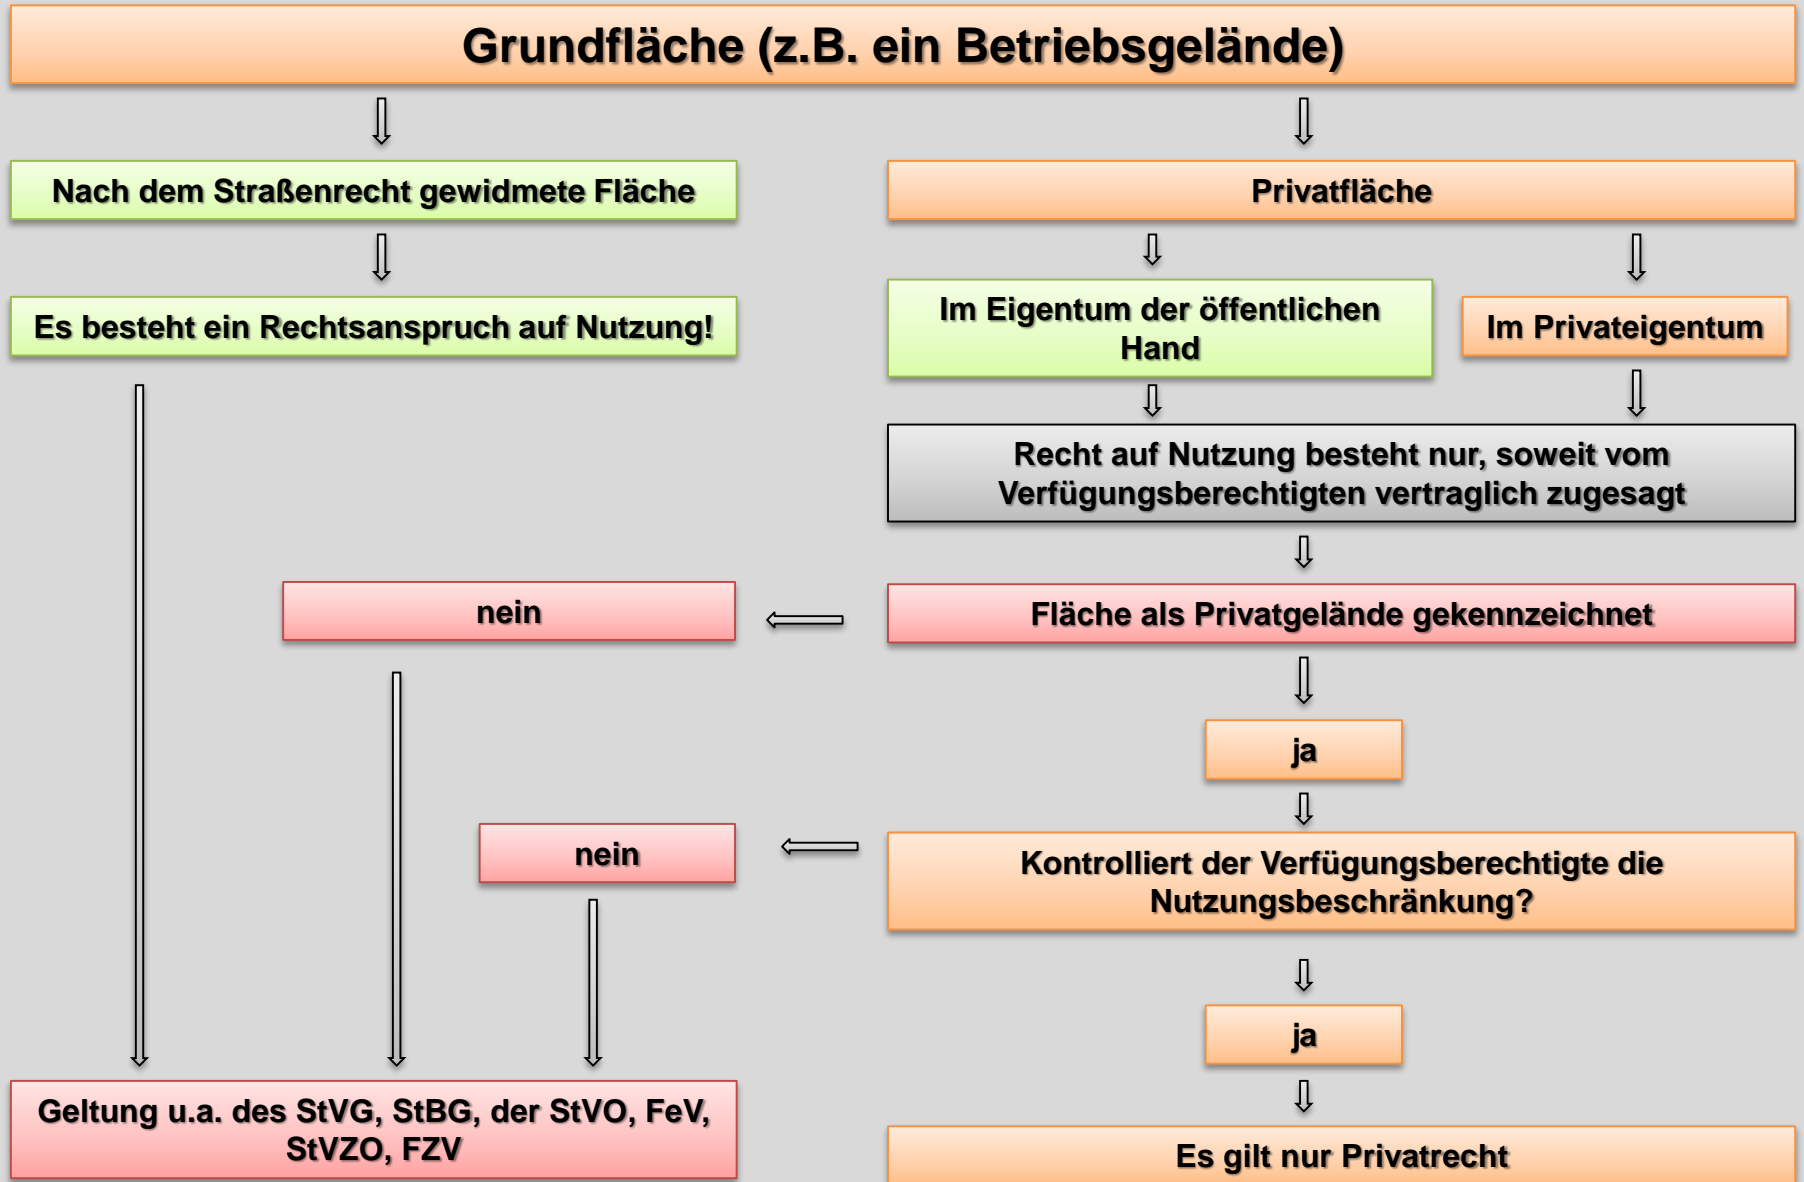 Grundfläche (z.B. ein Betriebsgelände)
Nach dem Straßenrecht gewidmete Fläche
Privatfläche
Es besteht ein Rechtsanspruch auf Nutzung!
Im Eigentum der öffentlichen
Hand
Im Privateigentum
Recht auf Nutzung besteht nur, soweit vom
Verfügungsberechtigten vertraglich zugesagt
nein
Fläche als Privatgelände gekennzeichnet
ja
nein
Kontrolliert der Verfügungsberechtigte die
Nutzungsbeschränkung?
ja
Geltung u.a. des StVG, StBG, der StVO, FeV,
StVZO, FZV
Es gilt nur Privatrecht